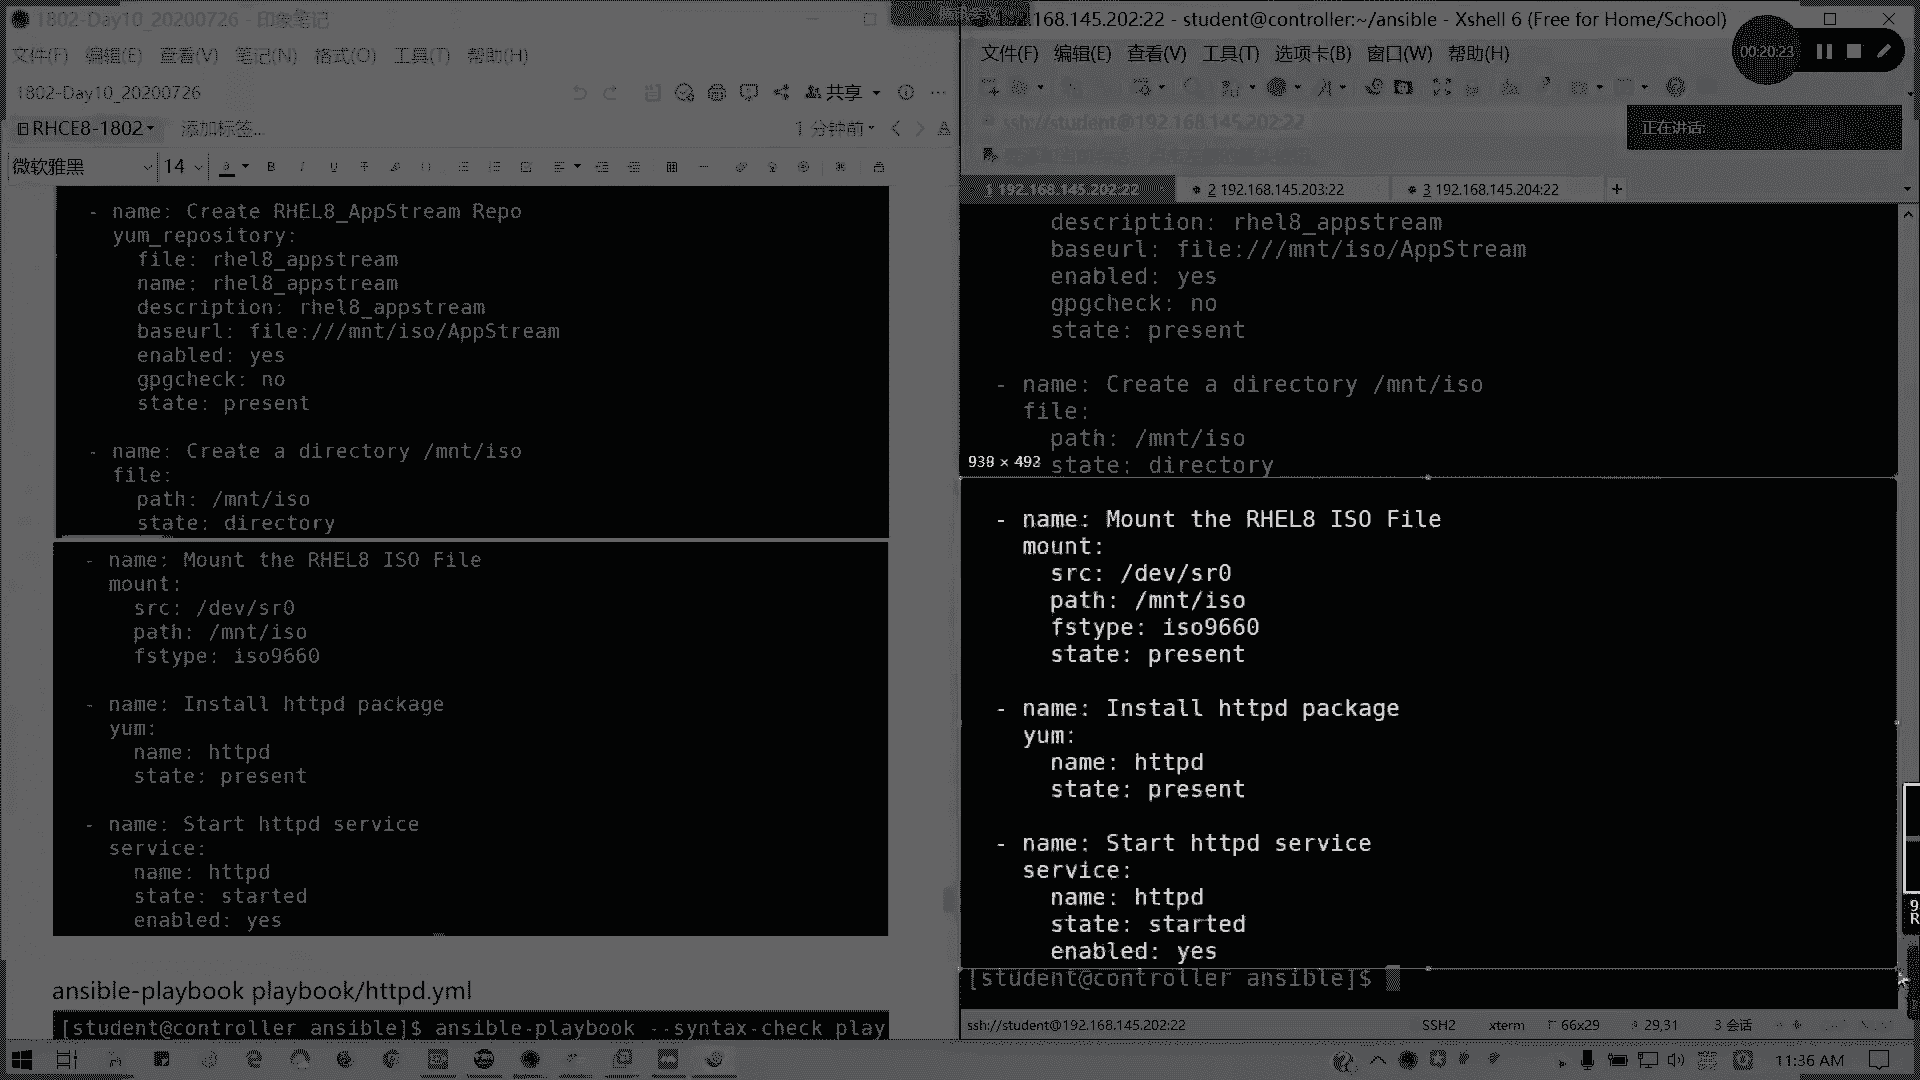 1802-Day10_20200726 - 印象笔记
文件(F) 编辑(E) 查看(V) 笔记(N) 格式(O) 工具(T) 帮助(H)
1802-Day10_20200726
共享
RHCE8-1802
添加标签...
1 分钟前
微软雅黑
14
- name: Create RHEL8_AppStream Repo
yum_repository:
file: rhel8_appstream
name: rhel8_appstream
description: rhel8_appstream
baseurl: file:///mnt/iso/AppStream
enabled: yes
gpgcheck: no
state: present
- name: Create a directory /mnt/iso
file:
path: /mnt/iso
state: directory
- name: Mount the RHEL8 ISO File
mount:
src: /dev/sr0
path: /mnt/iso
fstype: iso9660
- name: Install httpd package
yum:
name: httpd
state: present
- name: Start httpd service
service:
name: httpd
state: started
enabled: yes
ansible-playbook playbook/httpd.yml
[student@controller ansible]$ ansible-playbook --syntax-check play
.168.145.202:22 - student@controller:~/ansible - Xshell 6 (Free for Home/School)
文件(F) 编辑(E) 查看(V) 工具(T) 选项卡(B) 窗口(W) 帮助(H)
00:20:23
ssh://student@192.168.145.202:22
正在讲话:
1 192.168.145.202:22
2 192.168.145.203:22
3 192.168.145.204:22
description: rhel8_appstream
baseurl: file:///mnt/iso/AppStream
enabled: yes
gpgcheck: no
state: present
- name: Create a directory /mnt/iso
file:
path: /mnt/iso
938 × 492
state: directory
- name: Mount the RHEL8 ISO File
mount:
src: /dev/sr0
path: /mnt/iso
fstype: iso9660
state: present
- name: Install httpd package
yum:
name: httpd
state: present
- name: Start httpd service
service:
name: httpd
state: started
enabled: yes
[student@controller ansible]$
ssh://student@192.168.145.202:22
SSH2
xterm
66x29
29,31
3 会话
11:36 AM